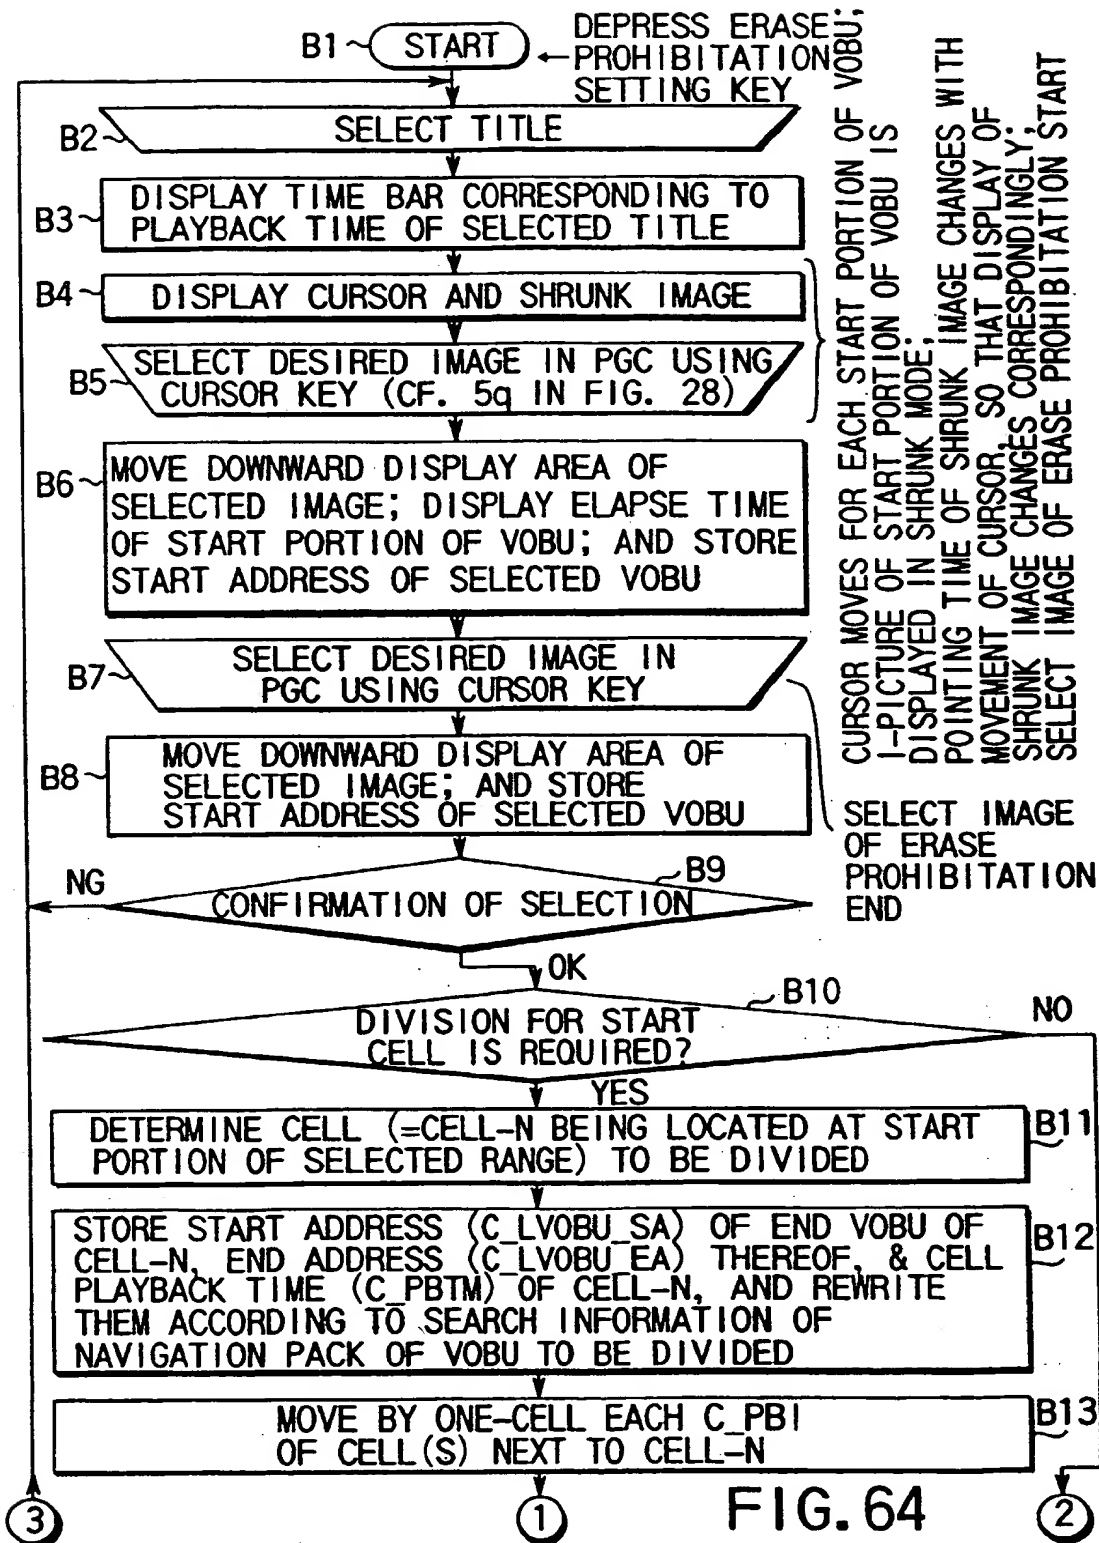 B1
START
DEPRESS ERASE
PROHIBITATION
SETTING KEY
B2
SELECT TITLE
B3
DISPLAY TIME BAR CORRESPONDING TO
PLAYBACK TIME OF SELECTED TITLE
B4
DISPLAY CURSOR AND SHRUNK IMAGE
B5
SELECT DESIRED IMAGE IN PGC USING
CURSOR KEY (CF. 5q IN FIG. 28)
CURSOR MOVES FOR EACH START PORTION OF VOBU;
I-PICTURE OF START PORTION OF VOBU IS
DISPLAYED IN SHRUNK MODE;
POINTING TIME OF SHRUNK IMAGE CHANGES WITH
MOVEMENT OF CURSOR, SO THAT DISPLAY OF
SHRUNK IMAGE CHANGES CORRESPONDINGLY;
SELECT IMAGE OF ERASE PROHIBITATION START
B6
MOVE DOWNWARD DISPLAY AREA OF
SELECTED IMAGE; DISPLAY ELAPSE TIME
OF START PORTION OF VOBU; AND STORE
START ADDRESS OF SELECTED VOBU
B7
SELECT DESIRED IMAGE IN
PGC USING CURSOR KEY
B8
MOVE DOWNWARD DISPLAY AREA OF
SELECTED IMAGE; AND STORE
START ADDRESS OF SELECTED VOBU
SELECT IMAGE
OF ERASE
PROHIBITATION
END
B9
NG
CONFIRMATION OF SELECTION
OK
B10
NO
DIVISION FOR START
CELL IS REQUIRED?
YES
B11
DETERMINE CELL (=CELL-N BEING LOCATED AT START
PORTION OF SELECTED RANGE) TO BE DIVIDED
B12
STORE START ADDRESS (C_LVOBU_SA) OF END VOBU OF
CELL-N, END ADDRESS (C_LVOBU_EA) THEREOF, & CELL
PLAYBACK TIME (C_PBTM) OF CELL-N, AND REWRITE
THEM ACCORDING TO SEARCH INFORMATION OF
NAVIGATION PACK OF VOBU TO BE DIVIDED
B13
MOVE BY ONE-CELL EACH C_PBI
OF CELL(S) NEXT TO CELL-N
3
1
FIG. 64
2